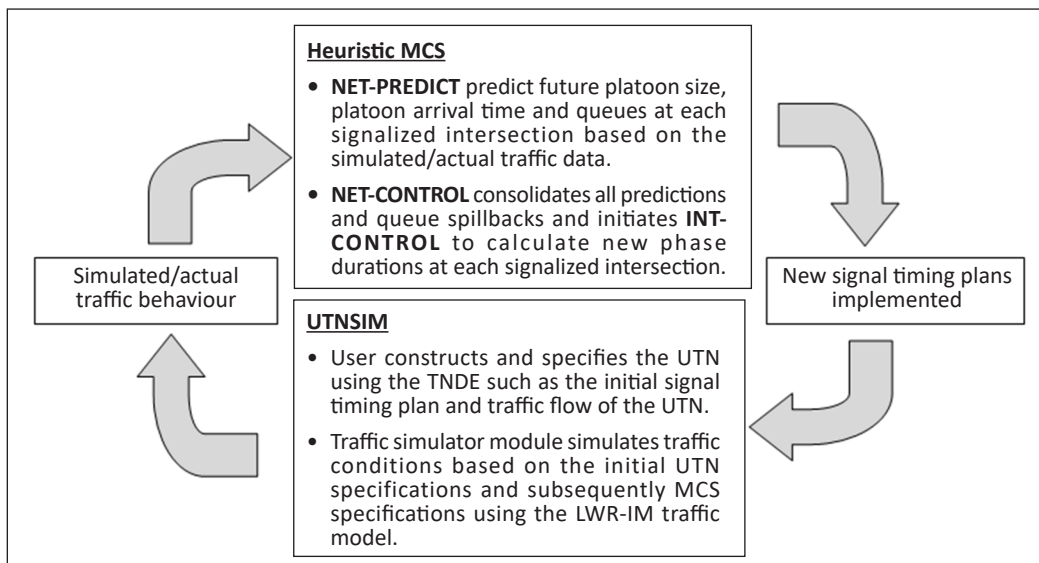 Heuristic MCS
• NET-PREDICT predict future platoon size,
platoon arrival time and queues at each
signalized intersection based on the
simulated/actual traffic data.
• NET-CONTROL consolidates all predictions
and queue spillbacks and initiates INT-
CONTROL to calculate new phase
durations at each signalized intersection.
Simulated/actual
traffic behaviour
New signal timing plans
implemented
UTNSIM
• User constructs and specifies the UTN
using the TNDE such as the initial signal
timing plan and traffic flow of the UTN.
• Traffic simulator module simulates traffic
conditions based on the initial UTN
specifications and subsequently MCS
specifications using the LWR-IM traffic
model.